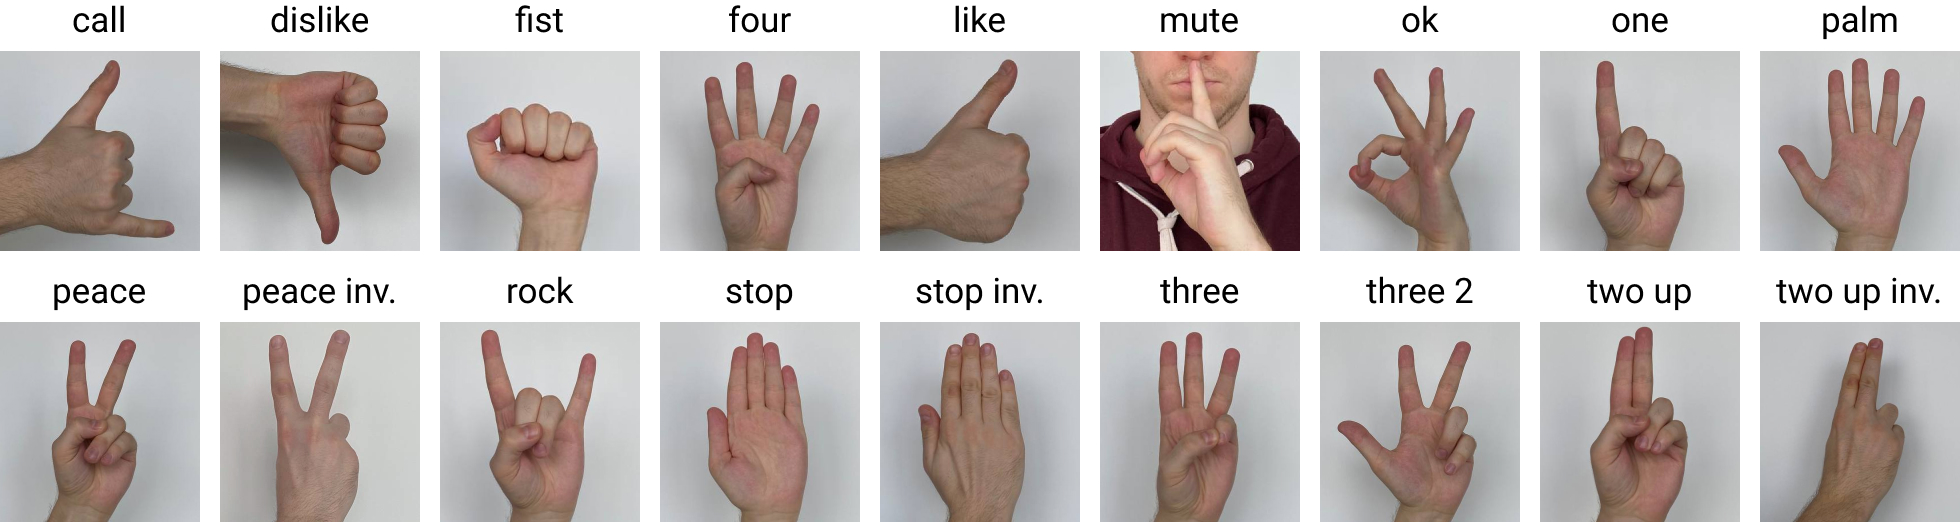 call dislike fist four like mute ok one palm
peace peace inv. rock stop stop inv. three three 2 two up two up inv.